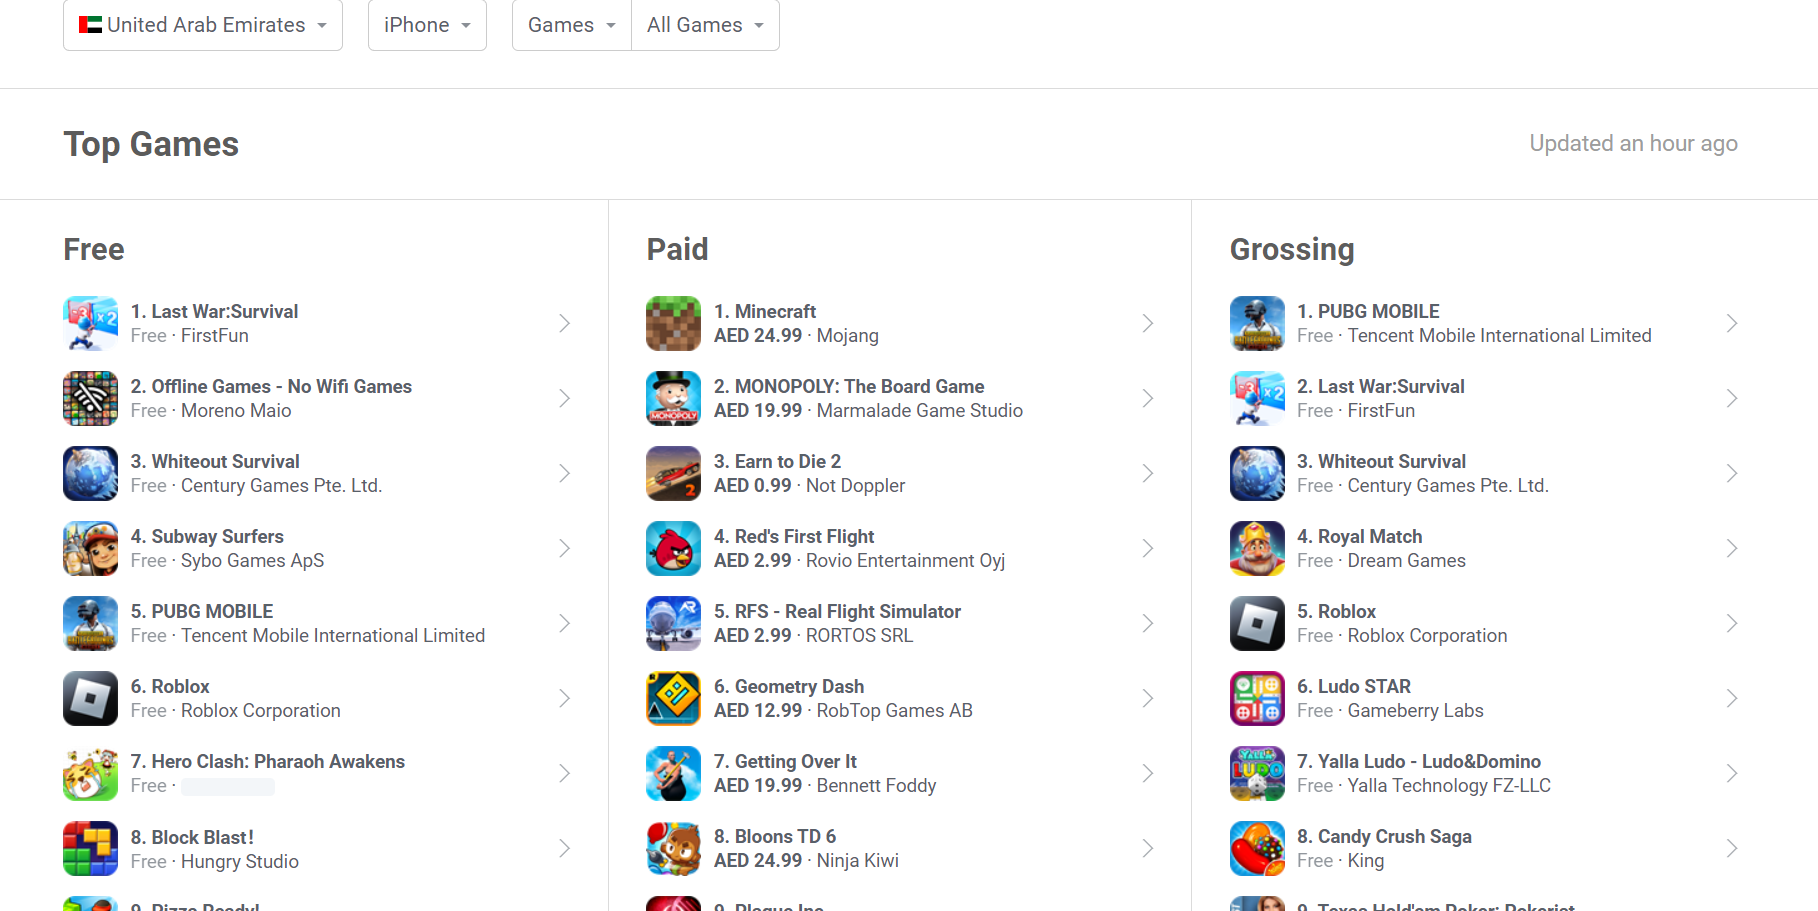 United Arab Emirates
iPhone
Games
All Games
Top Games
Updated an hour ago
Free
1. Last War:Survival
Free · FirstFun
2. Offline Games - No Wifi Games
Free · Moreno Maio
3. Whiteout Survival
Free · Century Games Pte. Ltd.
4. Subway Surfers
Free · Sybo Games ApS
5. PUBG MOBILE
Free · Tencent Mobile International Limited
6. Roblox
Free · Roblox Corporation
7. Hero Clash: Pharaoh Awakens
Free ·
8. Block Blast!
Free · Hungry Studio
9. Pizza Ready!
Paid
1. Minecraft
AED 24.99 · Mojang
2. MONOPOLY: The Board Game
AED 19.99 · Marmalade Game Studio
3. Earn to Die 2
AED 0.99 · Not Doppler
4. Red's First Flight
AED 2.99 · Rovio Entertainment Oyj
5. RFS - Real Flight Simulator
AED 2.99 · RORTOS SRL
6. Geometry Dash
AED 12.99 · RobTop Games AB
7. Getting Over It
AED 19.99 · Bennett Foddy
8. Bloons TD 6
AED 24.99 · Ninja Kiwi
9. Plague Inc.
Grossing
1. PUBG MOBILE
Free · Tencent Mobile International Limited
2. Last War:Survival
Free · FirstFun
3. Whiteout Survival
Free · Century Games Pte. Ltd.
4. Royal Match
Free · Dream Games
5. Roblox
Free · Roblox Corporation
6. Ludo STAR
Free · Gameberry Labs
7. Yalla Ludo - Ludo&Domino
Free · Yalla Technology FZ-LLC
8. Candy Crush Saga
Free · King
9. Texas Hold'em Poker: Pokerist